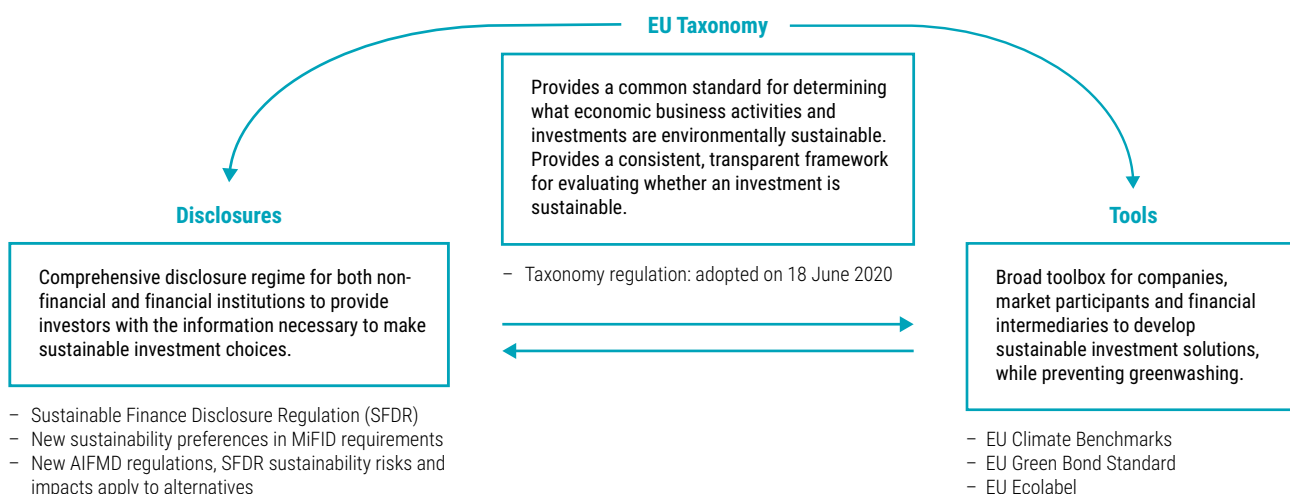 EU Taxonomy
Provides a common standard for determining
what economic business activities and
investments are environmentally sustainable.
Provides a consistent, transparent framework
for evaluating whether an investment is
sustainable.
– Taxonomy regulation: adopted on 18 June 2020
Disclosures
Comprehensive disclosure regime for both non-
financial and financial institutions to provide
investors with the information necessary to make
sustainable investment choices.
– Sustainable Finance Disclosure Regulation (SFDR)
– New sustainability preferences in MiFID requirements
– New AIFMD regulations, SFDR sustainability risks and
impacts apply to alternatives
Tools
Broad toolbox for companies,
market participants and financial
intermediaries to develop
sustainable investment solutions,
while preventing greenwashing.
– EU Climate Benchmarks
– EU Green Bond Standard
– EU Ecolabel